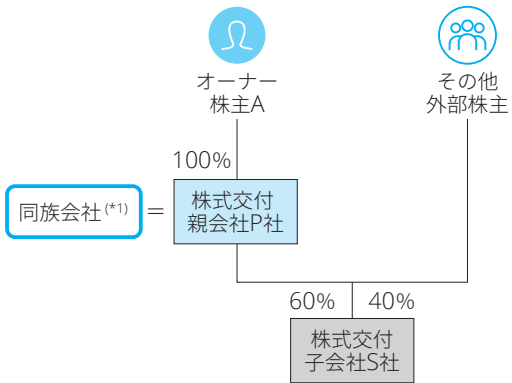 オーナー
株主A
その他
外部株主
100%
同族会社(*1)
=
株式交付
親会社P社
60%
40%
株式交付
子会社S社